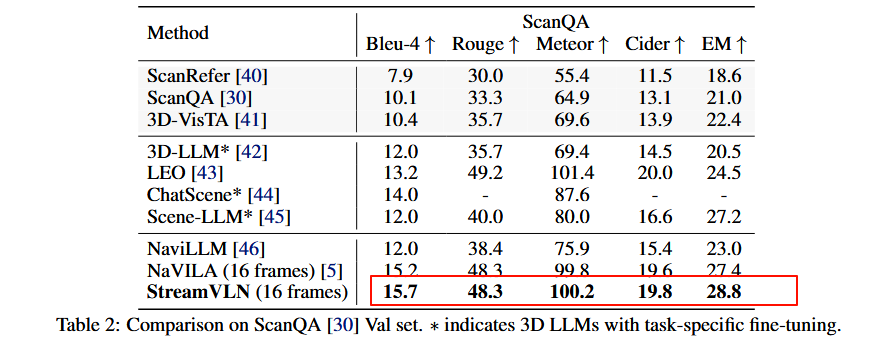 Method ScanQA
Bleu-4 ↑ Rouge ↑ Meteor ↑ Cider ↑ EM ↑
ScanRefer [40] 7.9 30.0 55.4 11.5 18.6
ScanQA [30] 10.1 33.3 64.9 13.1 21.0
3D-VisTA [41] 10.4 35.7 69.6 13.9 22.4
3D-LLM* [42] 12.0 35.7 69.4 14.5 20.5
LEO [43] 13.2 49.2 101.4 20.0 24.5
ChatScene* [44] 14.0 - 87.6 - -
Scene-LLM* [45] 12.0 40.0 80.0 16.6 27.2
NaviLLM [46] 12.0 38.4 75.9 15.4 23.0
NaVILA (16 frames) [5] 15.2 48.3 99.8 19.6 27.4
StreamVLN (16 frames) 15.7 48.3 100.2 19.8 28.8
Table 2: Comparison on ScanQA [30] Val set. * indicates 3D LLMs with task-specific fine-tuning.